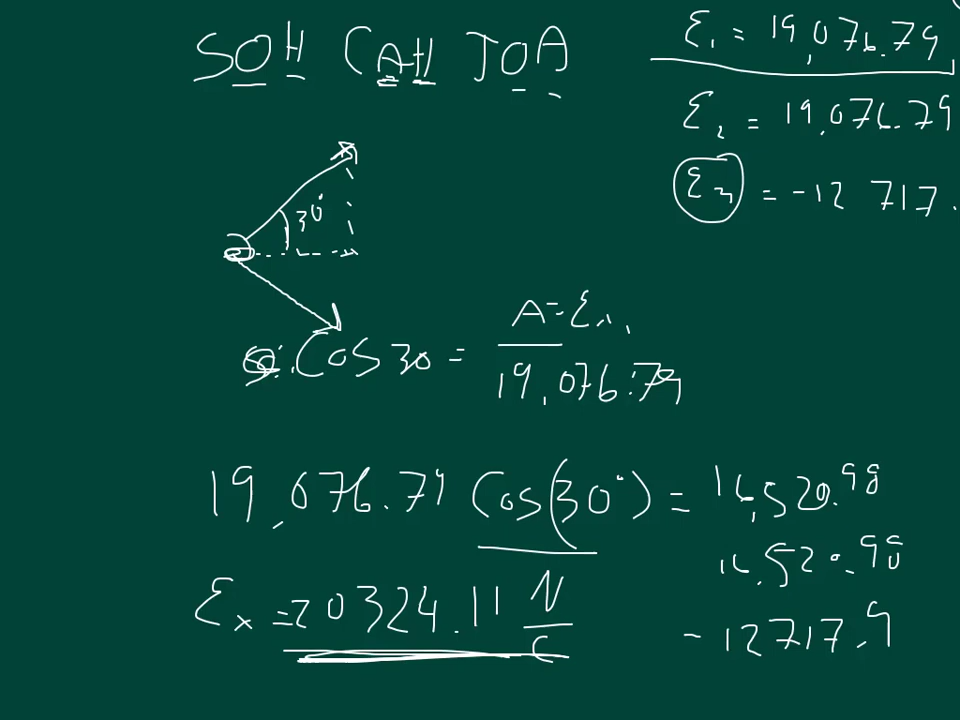 SOH CAH TOA
E₁ = 19,076.79
E₂ = 19,076.79
E₃ = -12 717.
30°
Cos 30 = A = Ex₁ / 19,076.79
19,076.79 Cos(30°) = 16,520.98
16,520.98
-12717.9
Ex = 20324.11 N/C